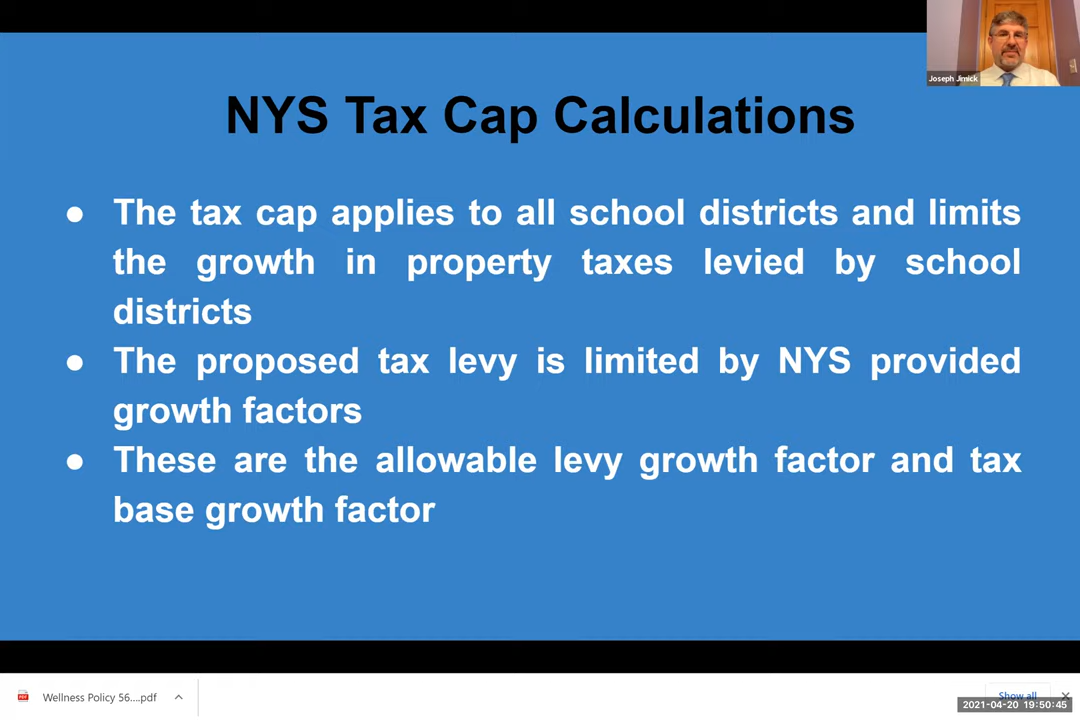 Joseph Jimick
NYS Tax Cap Calculations
● The tax cap applies to all school districts and limits
the growth in property taxes levied by school
districts
● The proposed tax levy is limited by NYS provided
growth factors
● These are the allowable levy growth factor and tax
base growth factor
PDF
Wellness Policy 56....pdf
Show all
2021-04-20 19:50:45